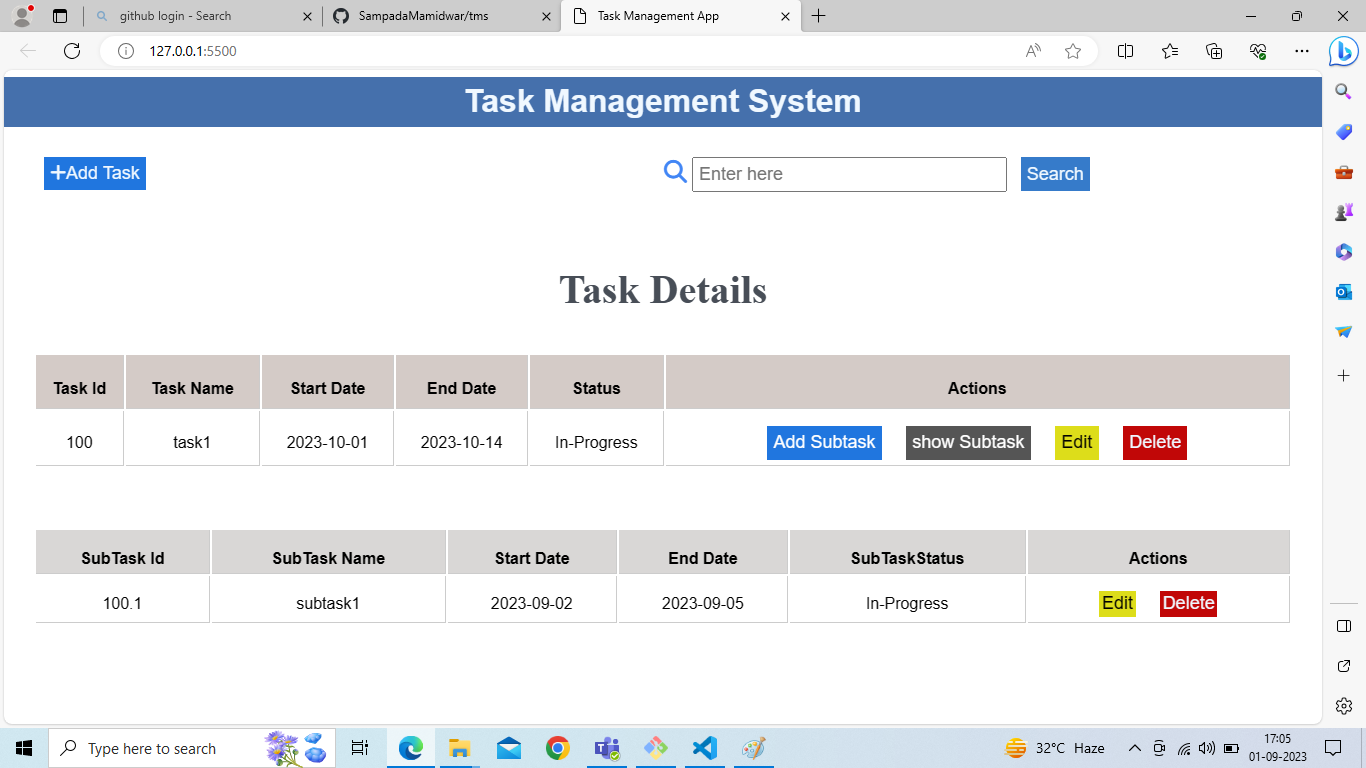 github login - Search
SampadaMamidwar/tms
Task Management App
127.0.0.1:5500
Task Management System
Add Task
Enter here
Search
Task Details
Task Id Task Name Start Date End Date Status Actions
100 task1 2023-10-01 2023-10-14 In-Progress Add Subtask show Subtask Edit Delete
SubTask Id SubTask Name Start Date End Date SubTaskStatus Actions
100.1 subtask1 2023-09-02 2023-09-05 In-Progress Edit Delete
Type here to search
32°C Haze
17:05
01-09-2023